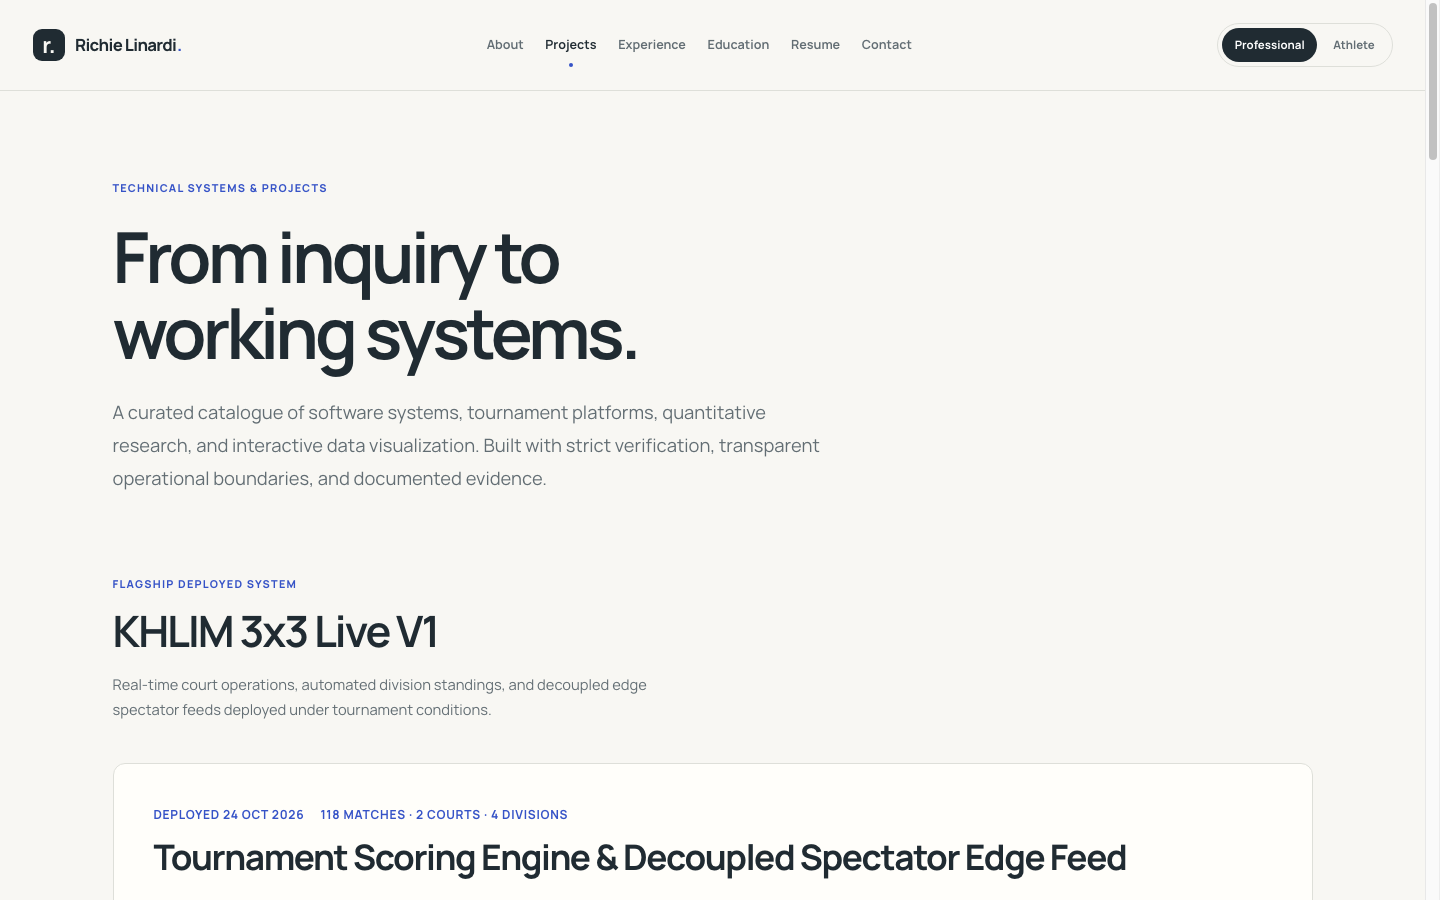 r. Richie Linardi.
About Projects Experience Education Resume Contact
Professional Athlete
TECHNICAL SYSTEMS & PROJECTS
From inquiry to
working systems.
A curated catalogue of software systems, tournament platforms, quantitative
research, and interactive data visualization. Built with strict verification, transparent
operational boundaries, and documented evidence.
FLAGSHIP DEPLOYED SYSTEM
KHLIM 3x3 Live V1
Real-time court operations, automated division standings, and decoupled edge
spectator feeds deployed under tournament conditions.
DEPLOYED 24 OCT 2026 118 MATCHES · 2 COURTS · 4 DIVISIONS
Tournament Scoring Engine & Decoupled Spectator Edge Feed